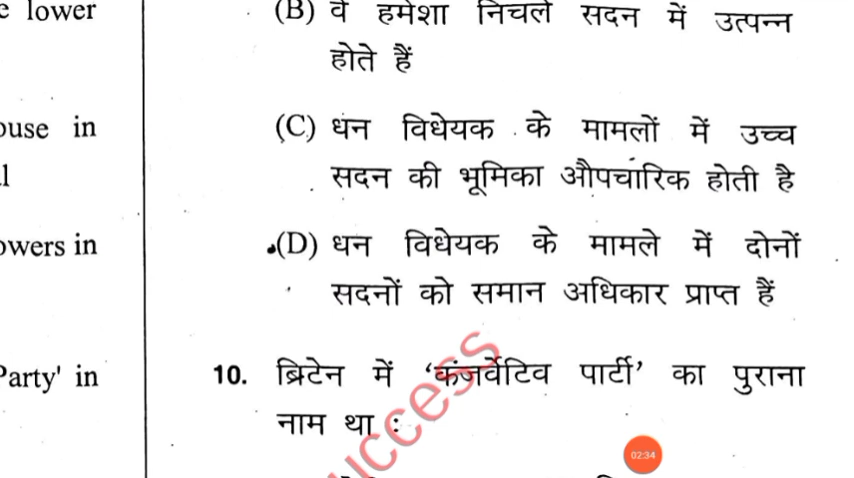 e lower
ouse in
l
owers in
Party' in
(B) वे हमेशा निचले सदन में उत्पन्न
होते हैं
(C) धन विधेयक के मामलों में उच्च
सदन की भूमिका औपचारिक होती है
(D) धन विधेयक के मामले में दोनों
सदनों को समान अधिकार प्राप्त हैं
10. ब्रिटेन में ‘कंजर्वेटिव पार्टी’ का पुराना
नाम था :
uccess
02:34